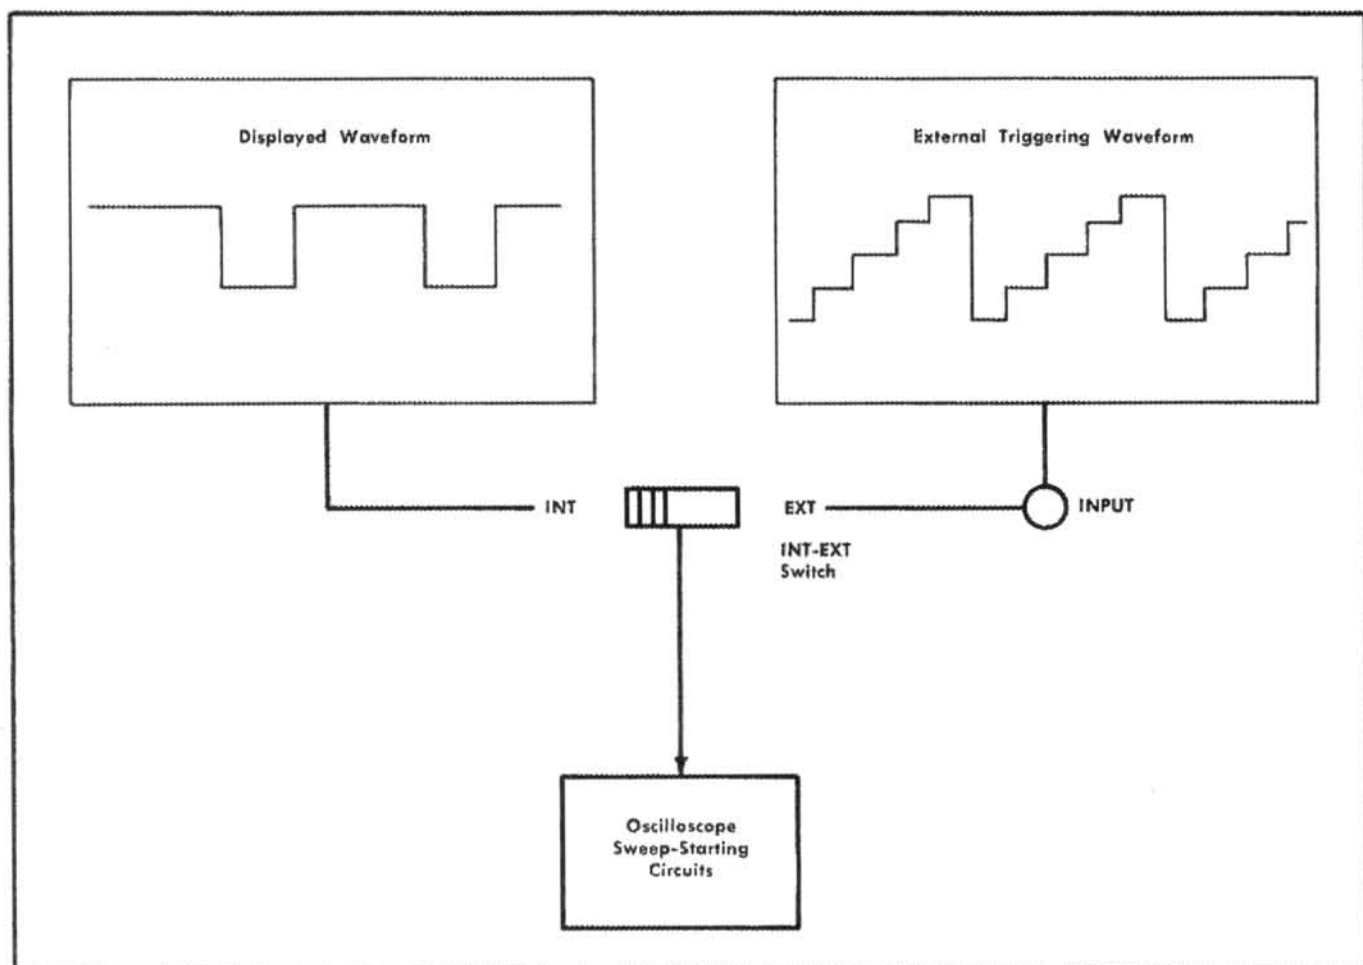 Displayed Waveform
External Triggering Waveform
INT
EXT
INPUT
INT-EXT
Switch
Oscilloscope
Sweep-Starting
Circuits